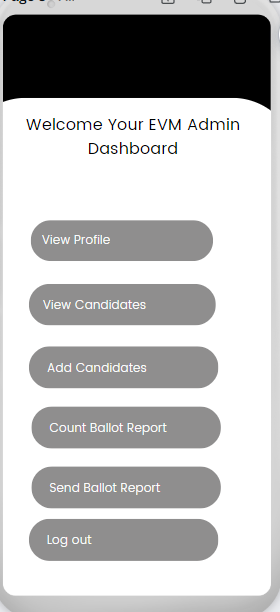 Welcome Your EVM Admin
Dashboard
View Profile
View Candidates
Add Candidates
Count Ballot Report
Send Ballot Report
Log out